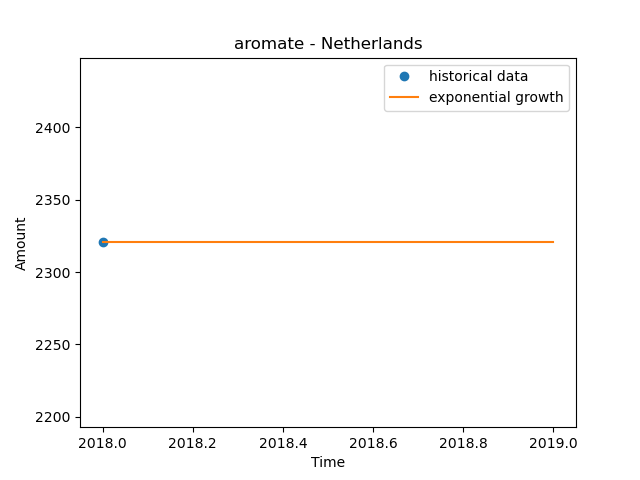 aromate - Netherlands
historical data
exponential growth
2400
2350
2300
2250
2200
Amount
2018.0 2018.2 2018.4 2018.6 2018.8 2019.0
Time